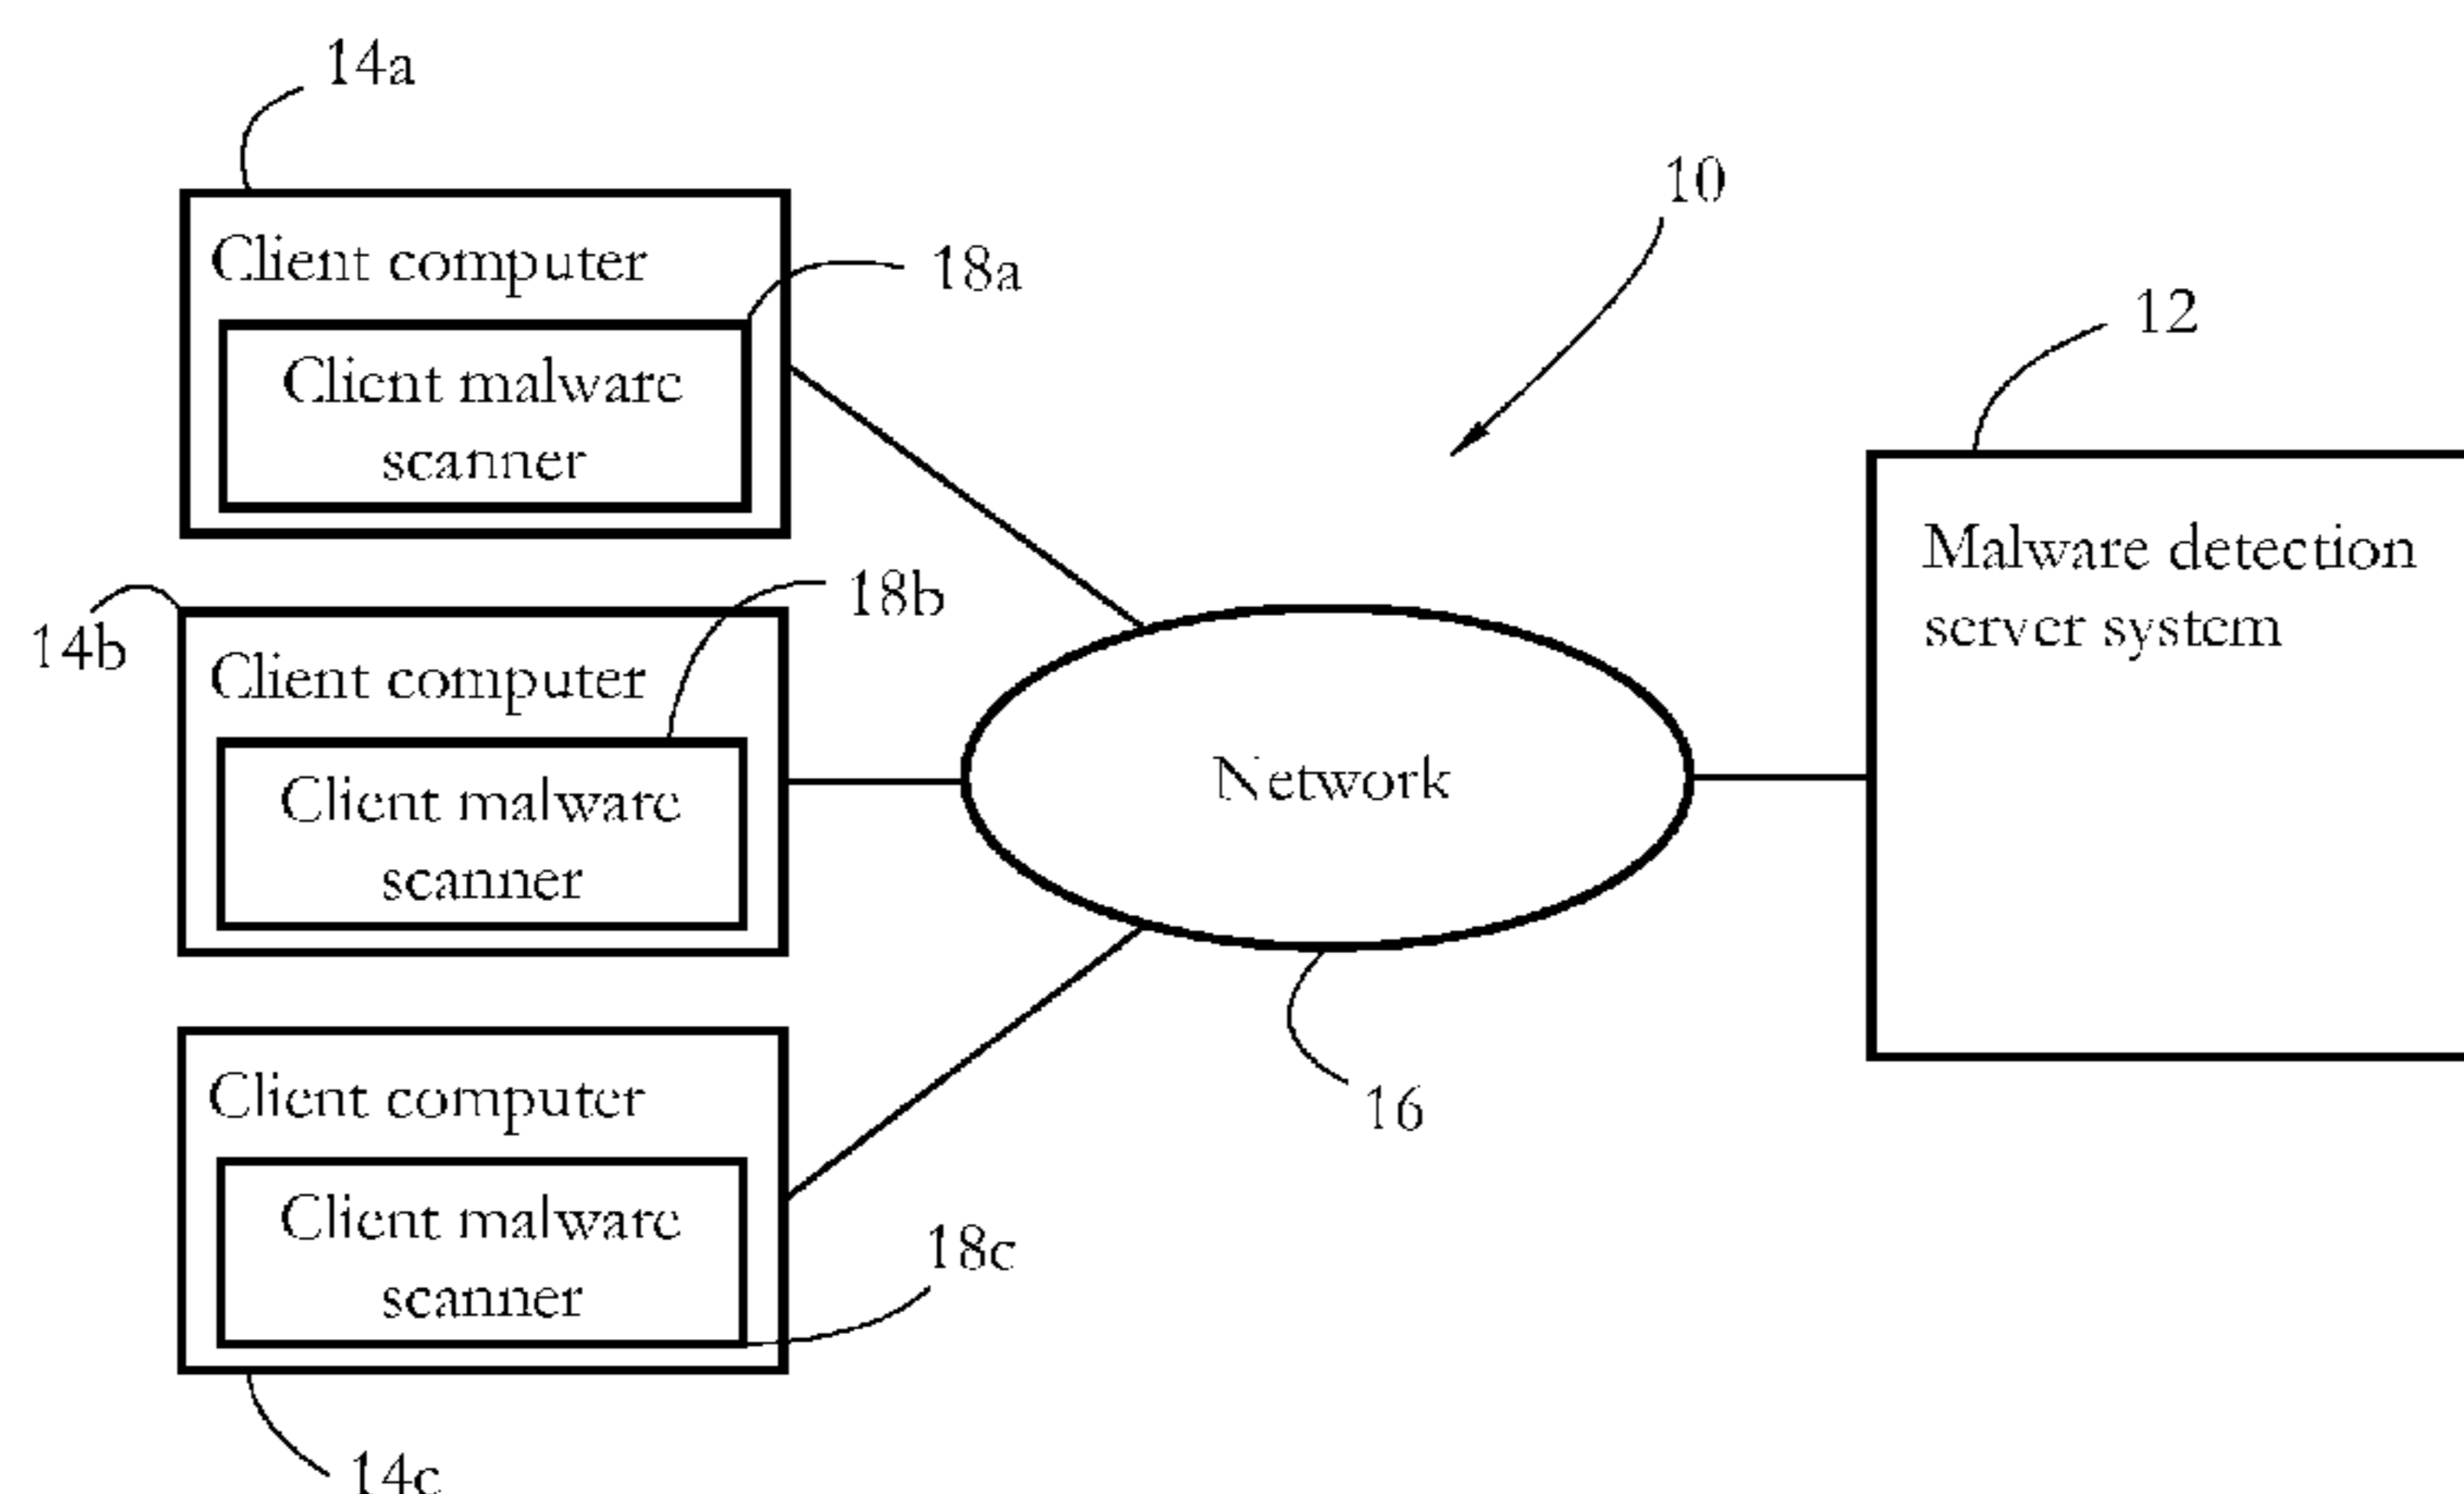 14a
10
Client computer
18a
12
Client malware
scanner
Malware detection
server system
14b
18b
Client computer
Network
Client malware
scanner
16
Client computer
Client malware
scanner
18c
14c